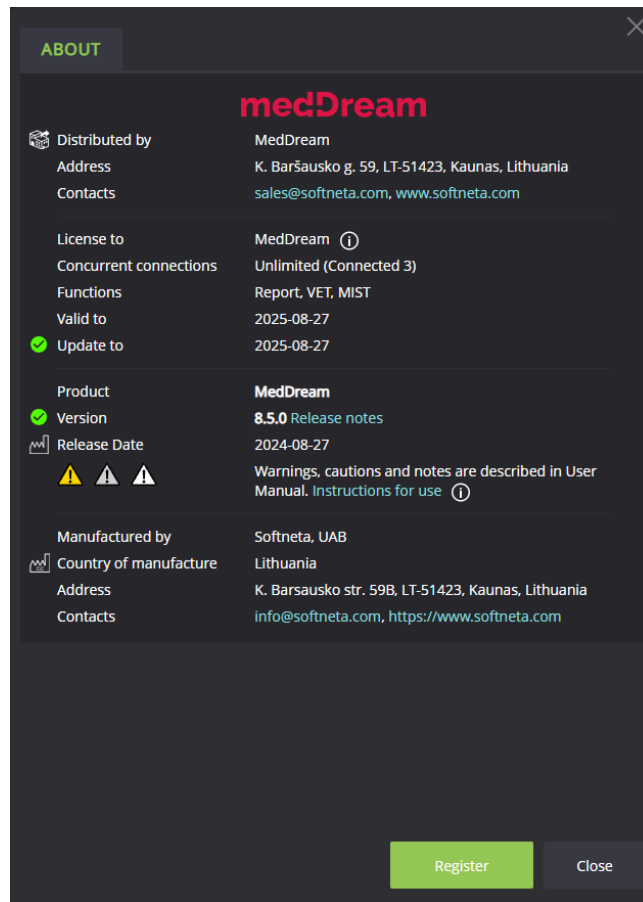 ABOUT
medDream
Distributed by MedDream
Address K. Baršausko g. 59, LT-51423, Kaunas, Lithuania
Contacts sales@softneta.com, www.softneta.com
License to MedDream
Concurrent connections Unlimited (Connected 3)
Functions Report, VET, MIST
Valid to 2025-08-27
Update to 2025-08-27
Product MedDream
Version 8.5.0 Release notes
Release Date 2024-08-27
Warnings, cautions and notes are described in User
Manual. Instructions for use
Manufactured by Softneta, UAB
Country of manufacture Lithuania
Address K. Barsausko str. 59B, LT-51423, Kaunas, Lithuania
Contacts info@softneta.com, https://www.softneta.com
Register Close